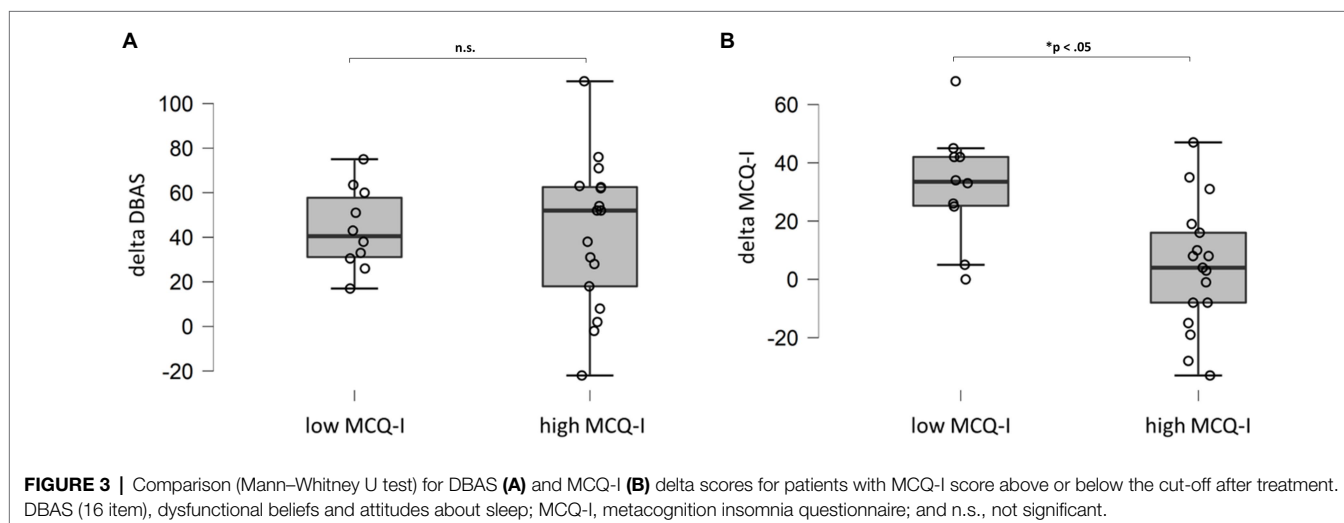 A
n.s.
100
80
60
40
20
0
-20
delta DBAS
low MCQ-I
high MCQ-I
B
*p < .05
60
40
20
0
-20
delta MCQ-I
low MCQ-I
high MCQ-I
FIGURE 3 | Comparison (Mann–Whitney U test) for DBAS (A) and MCQ-I (B) delta scores for patients with MCQ-I score above or below the cut-off after treatment.
DBAS (16 item), dysfunctional beliefs and attitudes about sleep; MCQ-I, metacognition insomnia questionnaire; and n.s., not significant.